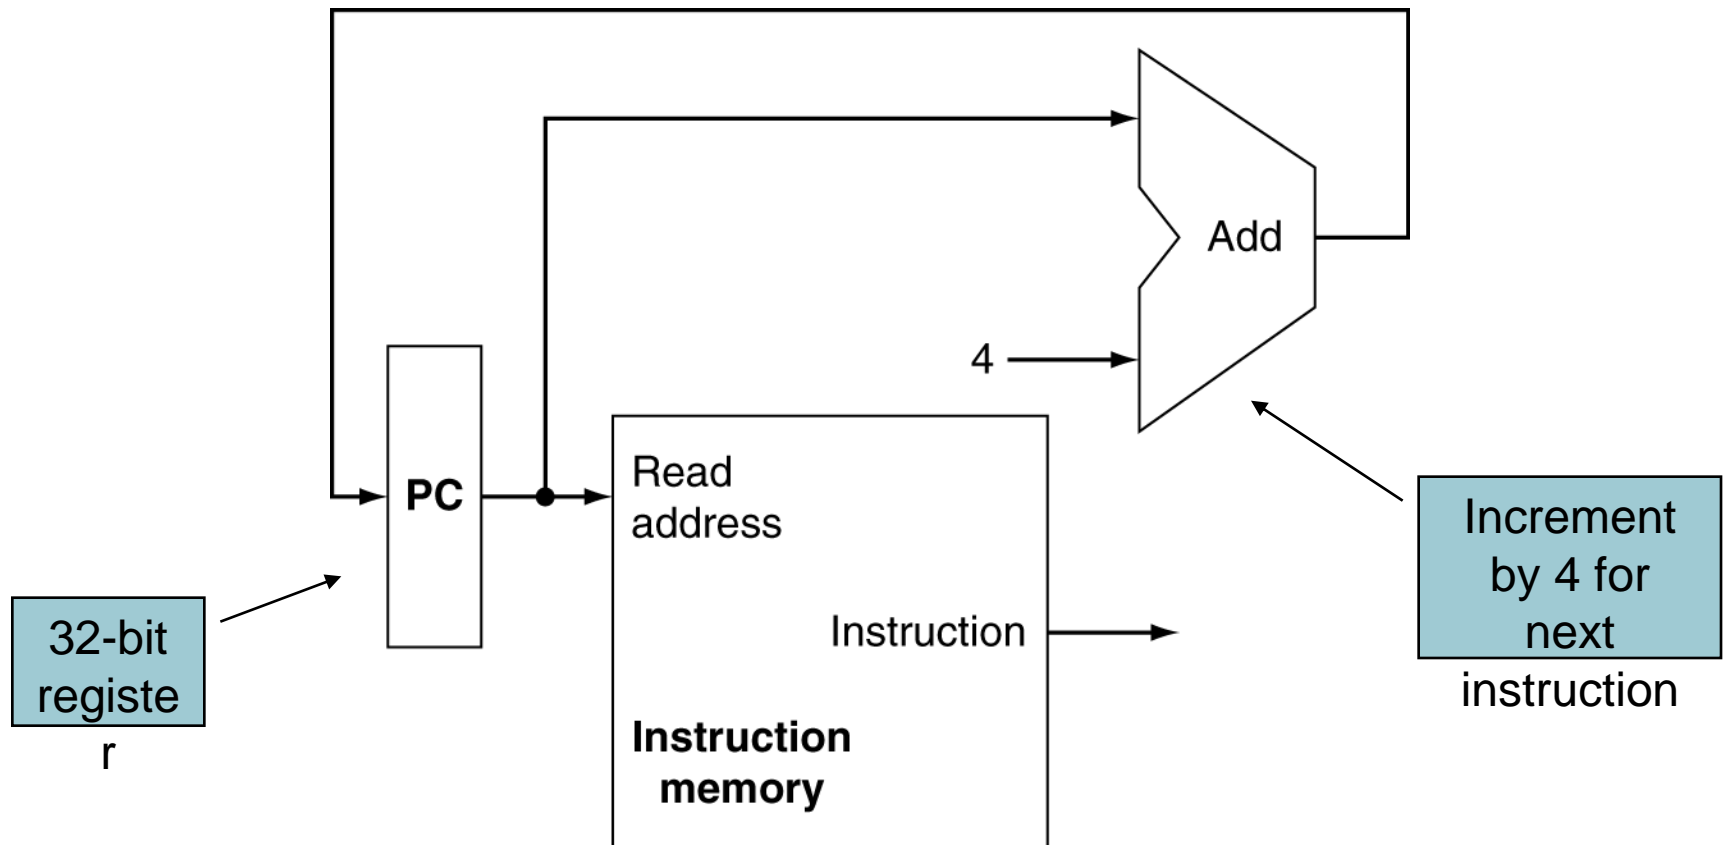 Add
4
PC
Read
address
Instruction
Instruction
memory
32-bit
registe
r
Increment
by 4 for
next
instruction